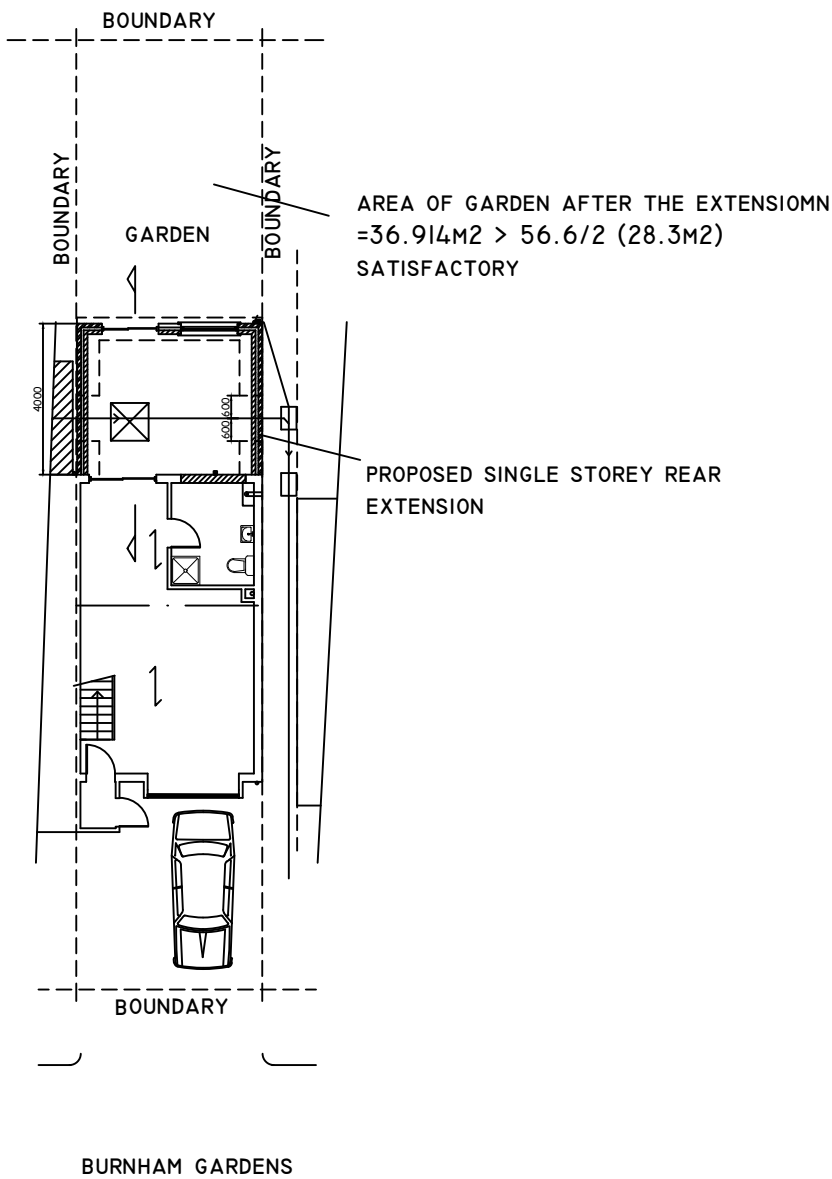 BOUNDARY
BOUNDARY
BOUNDARY
AREA OF GARDEN AFTER THE EXTENSIOMN
=36.914M2 > 56.6/2 (28.3M2)
SATISFACTORY
GARDEN
4000
600
600
PROPOSED SINGLE STOREY REAR
EXTENSION
BOUNDARY
BURNHAM GARDENS